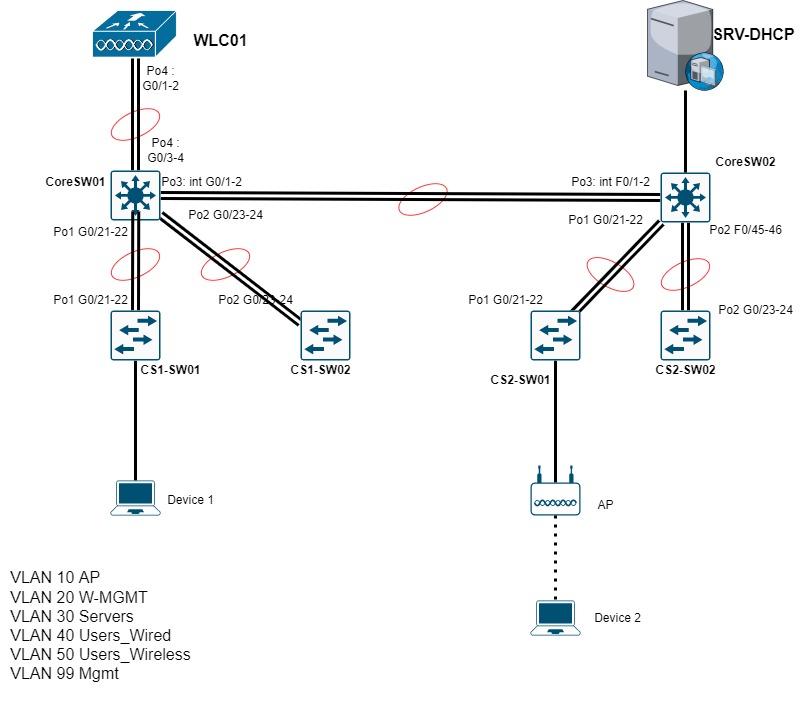 WLC01
SRV-DHCP
Po4 :
G0/1-2
Po4 :
G0/3-4
CoreSW01
Po3: int G0/1-2
Po3: int F0/1-2
CoreSW02
Po1 G0/21-22
Po2 G0/23-24
Po1 G0/21-22
Po2 F0/45-46
Po1 G0/21-22
Po2 G0/23-24
Po1 G0/21-22
Po2 G0/23-24
CS1-SW01
CS1-SW02
CS2-SW01
CS2-SW02
Device 1
AP
Device 2
VLAN 10 AP
VLAN 20 W-MGMT
VLAN 30 Servers
VLAN 40 Users_Wired
VLAN 50 Users_Wireless
VLAN 99 Mgmt